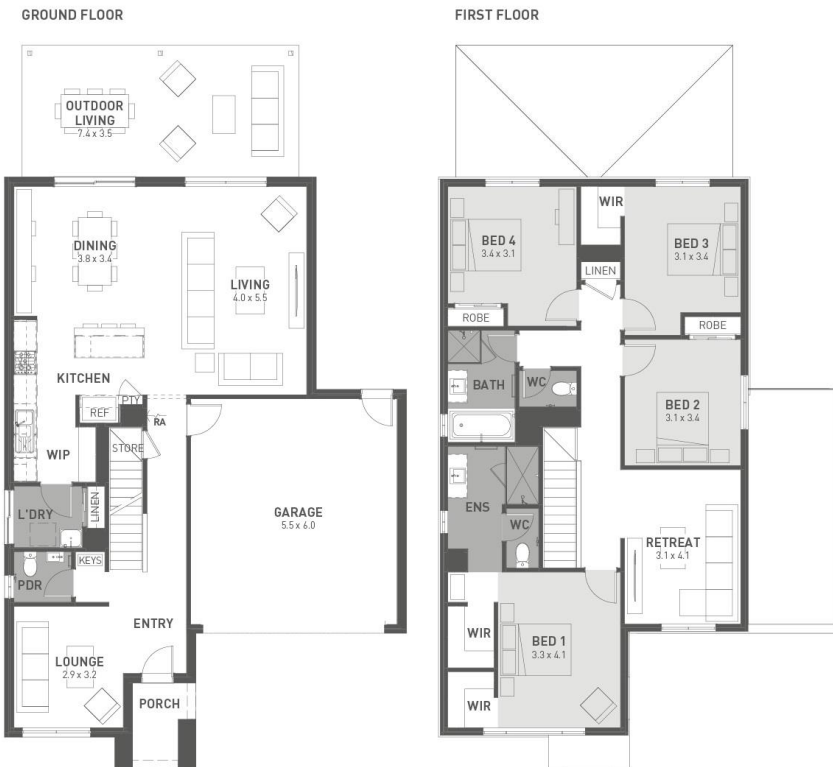 GROUND FLOOR
OUTDOOR
LIVING
7.4 x 3.5
DINING
3.8 x 3.4
LIVING
4.0 x 5.5
KITCHEN
REF
PTY
RA
WIP
STORE
L'DRY
LINEN
GARAGE
5.5 x 6.0
PDR
KEYS
ENTRY
LOUNGE
2.9 x 3.2
PORCH
FIRST FLOOR
WIR
BED 4
3.4 x 3.1
BED 3
3.1 x 3.4
LINEN
ROBE
ROBE
BATH
WC
BED 2
3.1 x 3.4
ENS
WC
RETREAT
3.1 x 4.1
WIR
BED 1
3.3 x 4.1
WIR